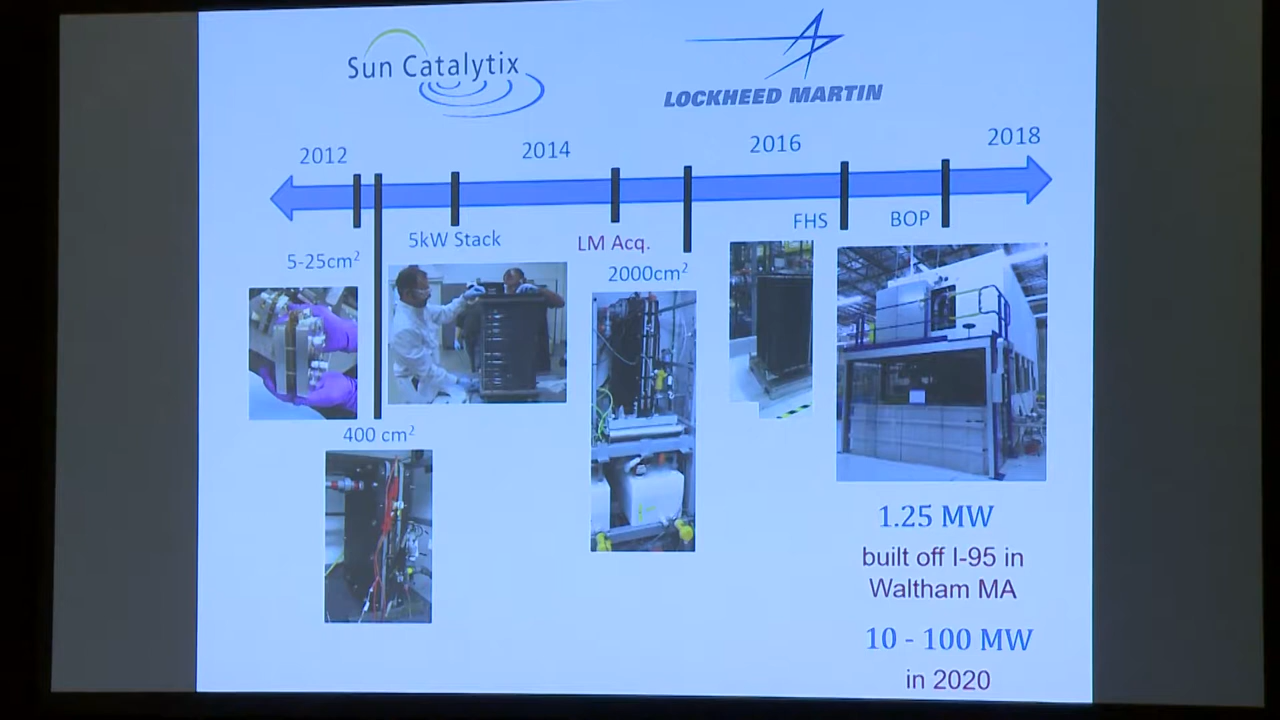 Sun Catalytix
LOCKHEED MARTIN
2012
2014
2016
2018
5-25cm²
5kW Stack
LM Acq.
2000cm²
FHS
BOP
400 cm²
1.25 MW
built off I-95 in
Waltham MA
10 - 100 MW
in 2020